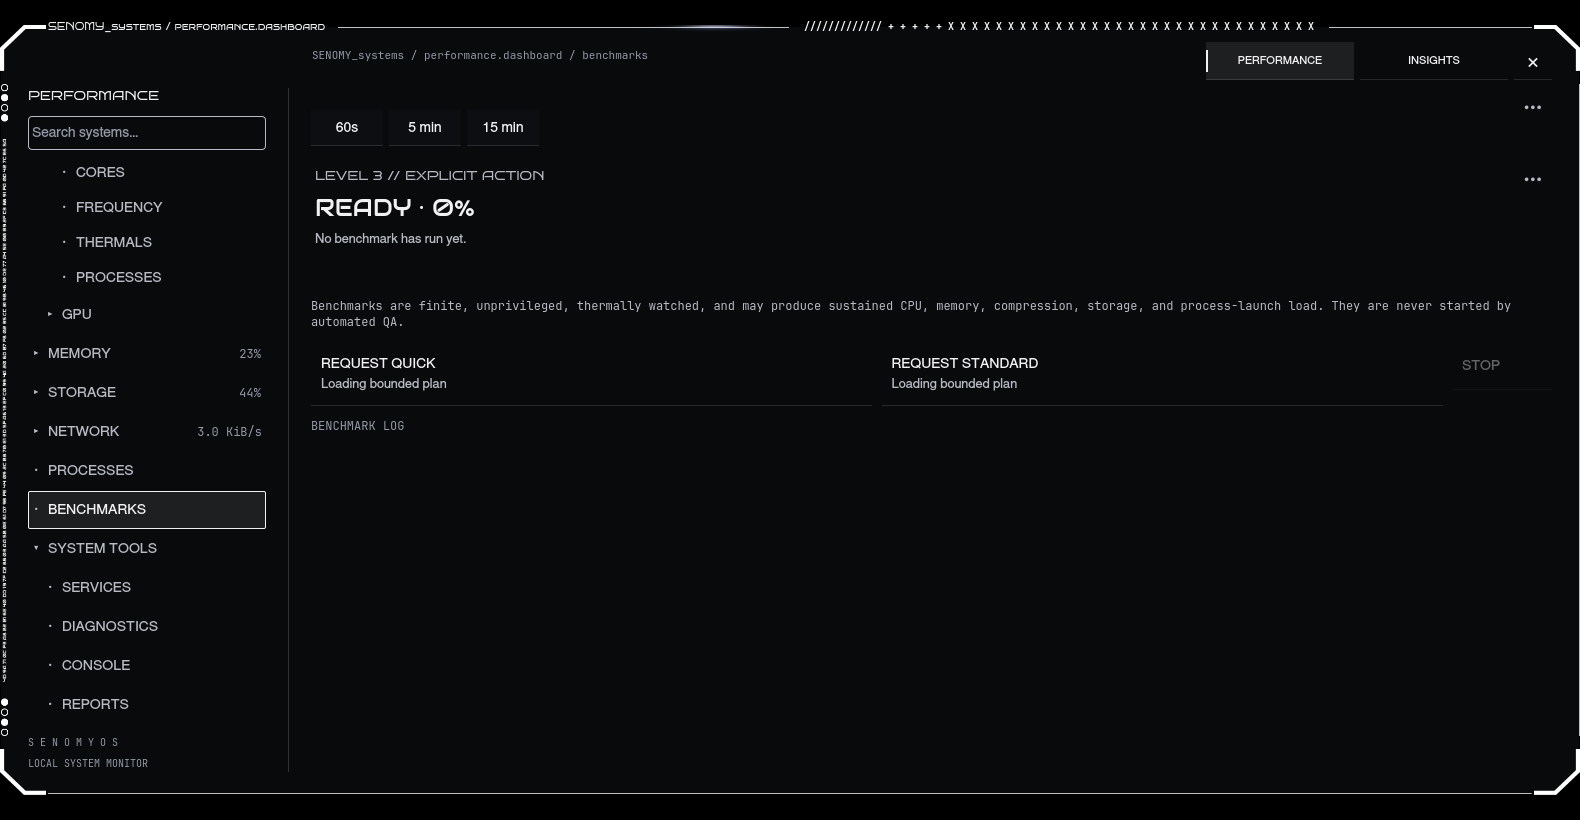 SENOMY_SYSTEMS / PERFORMANCE.DASHBOARD
///////////// + + + + + X X X X X X X X X X X X X X X X X X X X X X X X X X X X X X X
SENOMY_systems / performance.dashboard / benchmarks
PERFORMANCE
INSIGHTS
×
PERFORMANCE
Search systems...
CORES
FREQUENCY
THERMALS
PROCESSES
GPU
MEMORY 23%
STORAGE 44%
NETWORK 3.0 KiB/s
PROCESSES
BENCHMARKS
SYSTEM TOOLS
SERVICES
DIAGNOSTICS
CONSOLE
REPORTS
SENOMYOS
LOCAL SYSTEM MONITOR
60s
5 min
15 min
LEVEL 3 // EXPLICIT ACTION
READY · 0%
No benchmark has run yet.
Benchmarks are finite, unprivileged, thermally watched, and may produce sustained CPU, memory, compression, storage, and process-launch load. They are never started by
automated QA.
REQUEST QUICK
Loading bounded plan
REQUEST STANDARD
Loading bounded plan
STOP
BENCHMARK LOG